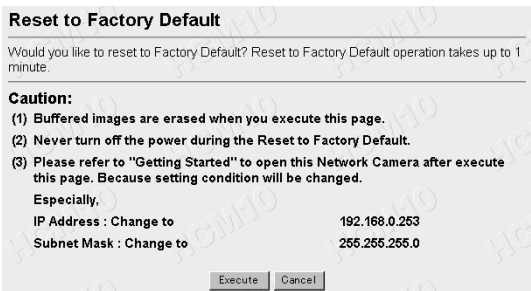 Reset to Factory Default
Would you like to reset to Factory Default? Reset to Factory Default operation takes up to 1
minute.
Caution:
(1) Buffered images are erased when you execute this page.
(2) Never turn off the power during the Reset to Factory Default.
(3) Please refer to "Getting Started" to open this Network Camera after execute
this page. Because setting condition will be changed.
Especially,
IP Address : Change to 192.168.0.253
Subnet Mask : Change to 255.255.255.0
Execute Cancel